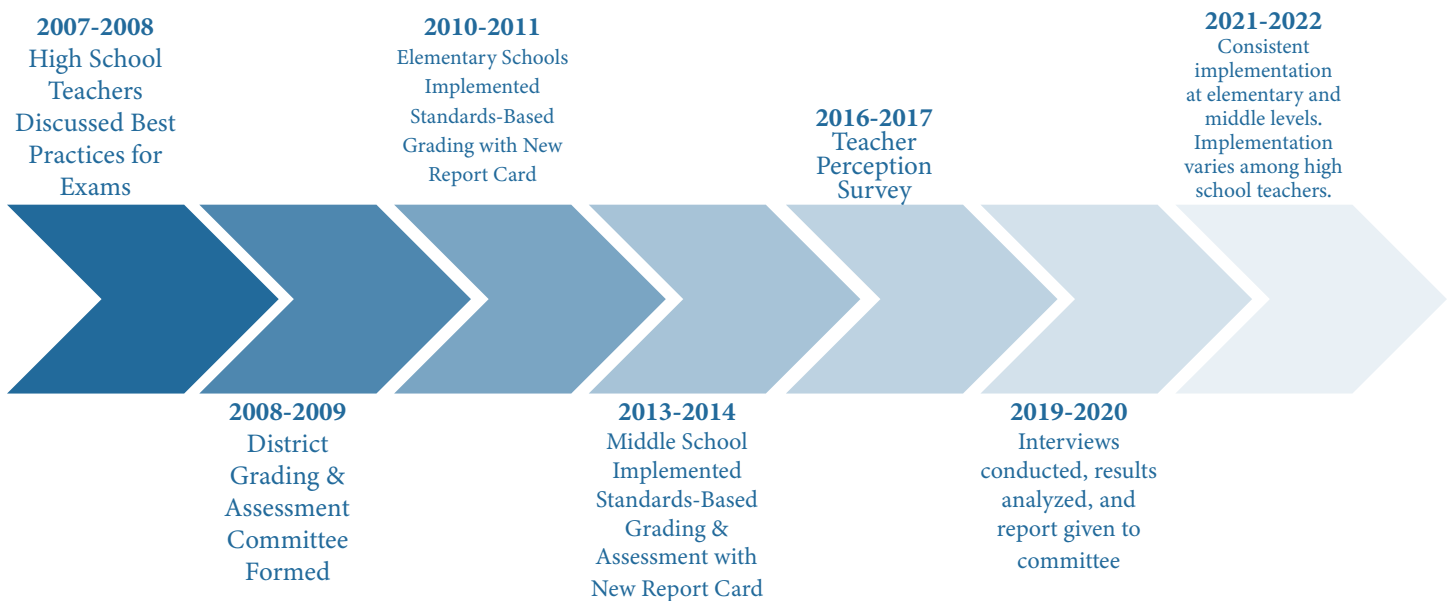 2007-2008
High School
Teachers
Discussed Best
Practices for
Exams
2008-2009
District
Grading &
Assessment
Committee
Formed
2010-2011
Elementary Schools
Implemented
Standards-Based
Grading with New
Report Card
2013-2014
Middle School
Implemented
Standards-Based
Grading &
Assessment with
New Report Card
2016-2017
Teacher
Perception
Survey
2019-2020
Interviews
conducted, results
analyzed, and
report given to
committee
2021-2022
Consistent
implementation
at elementary and
middle levels.
Implementation
varies among high
school teachers.